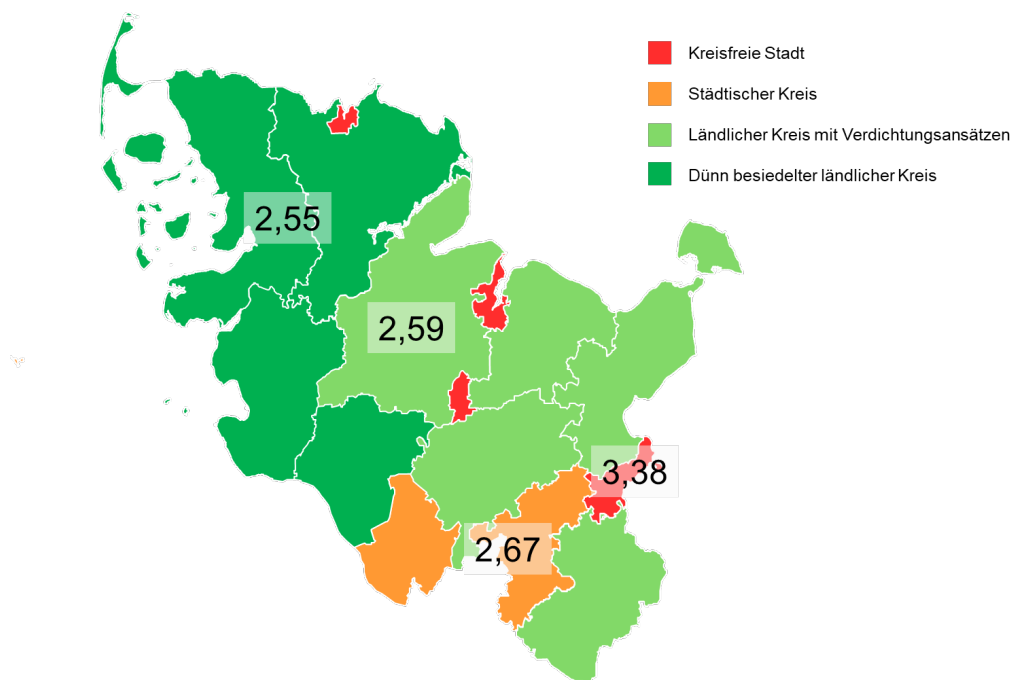 Kreisfreie Stadt
Städtischer Kreis
Ländlicher Kreis mit Verdichtungsansätzen
Dünn besiedelter ländlicher Kreis
2,55
2,59
3,38
2,67